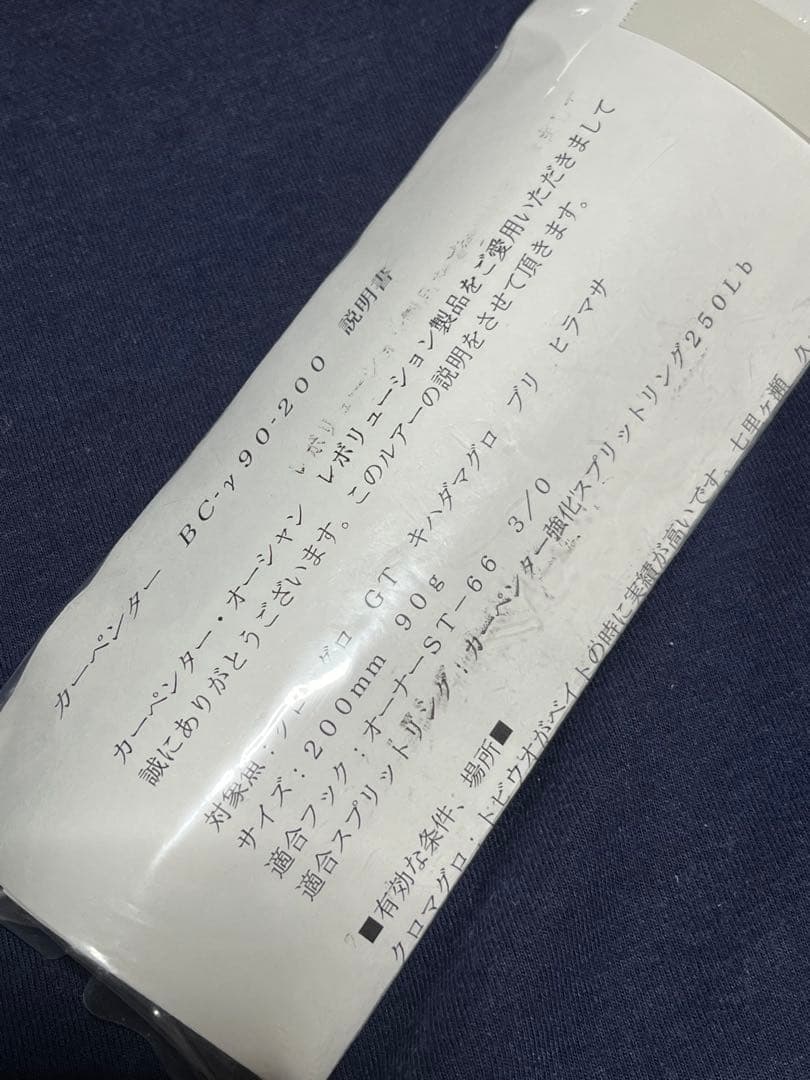 カーペンター BC-γ90-200 説明書
カーペンター・オーシャン レボリューション製品をご愛用いただきまして
誠にありがとうございます。このルアーの説明をさせて頂きます。
対象魚:クロマグロ GT キハダマグロ ブリ ヒラマサ
サイズ:200mm 90g
適合フック:オーナーST-66 3/0
適合スプリットリング:カーペンター強化スプリットリング250Lb
■有効な条件、場所■
クロマグロ:トビウオがベイトの時に実績が高いです。七里ヶ瀬